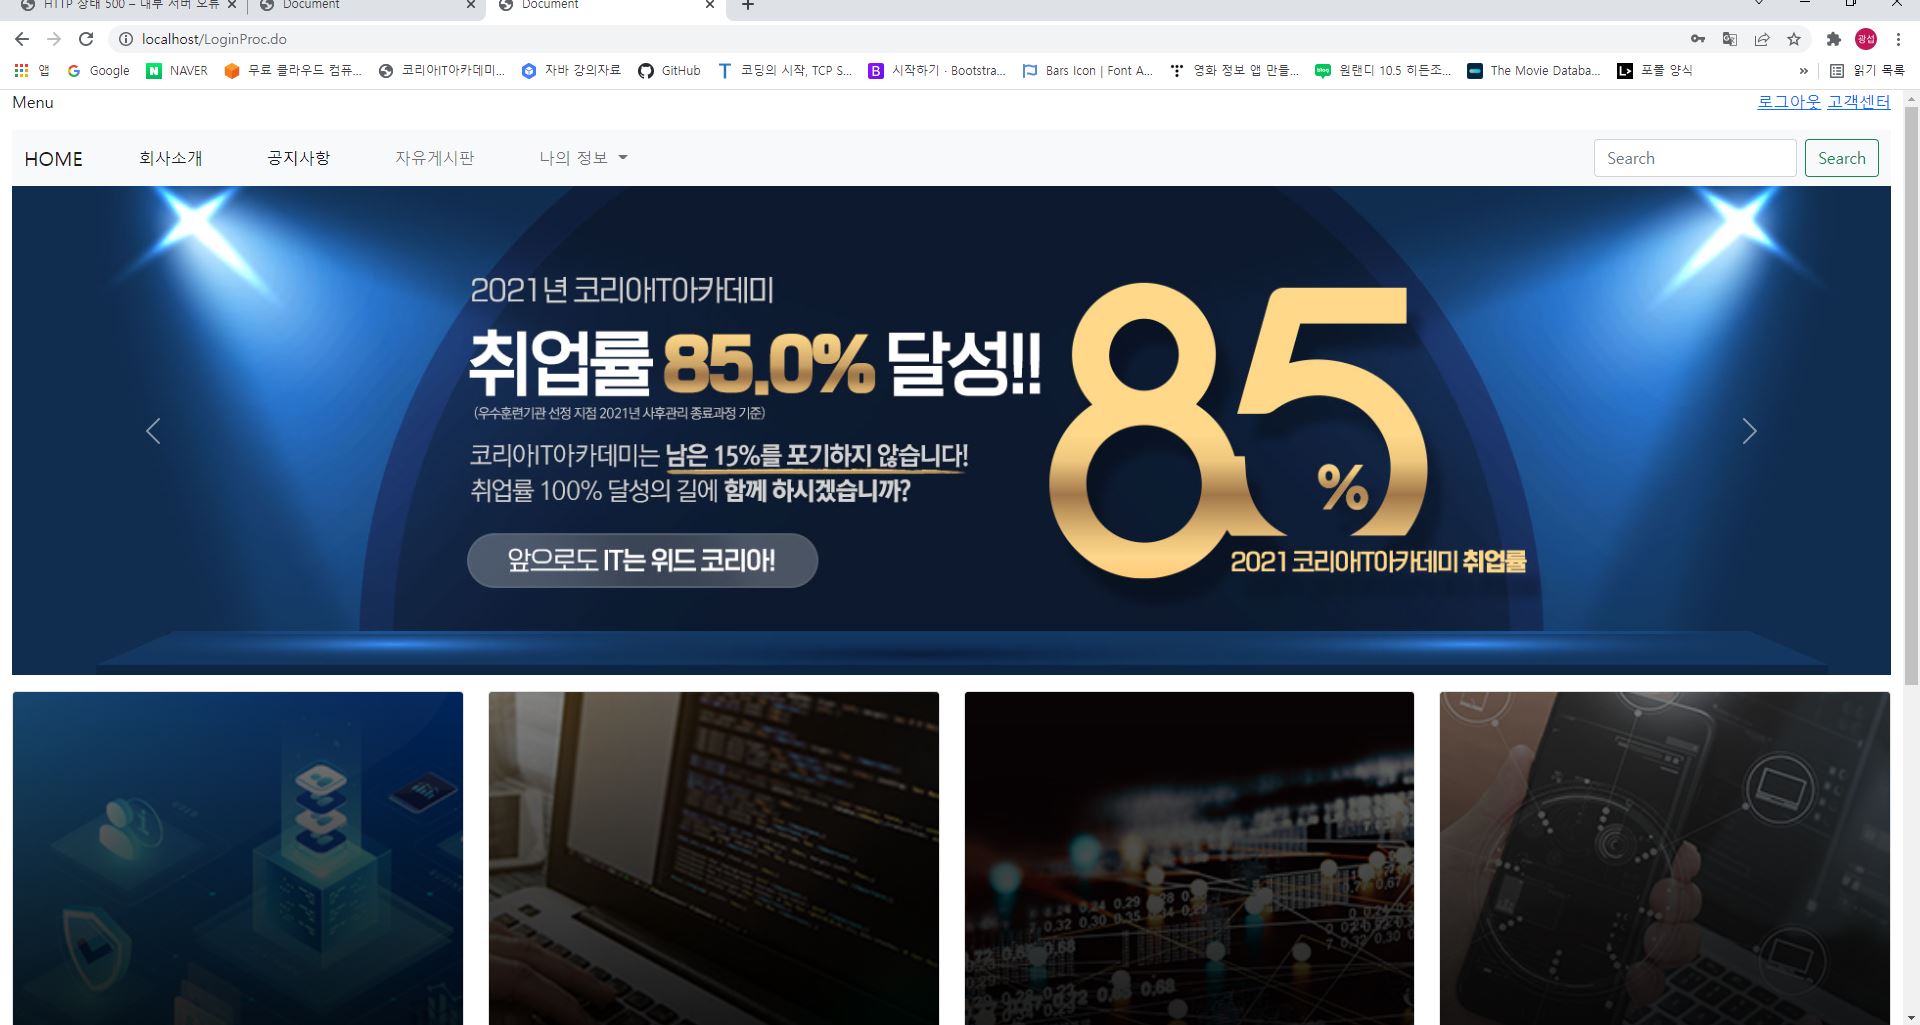 HTTP 상태 500 – 내부 서버 오류
Document
Document
localhost/LoginProc.do
광섭
앱
Google
NAVER
무료 클라우드 컴퓨...
코리아IT아카데미...
자바 강의자료
GitHub
코딩의 시작, TCP S...
시작하기 · Bootstra...
Bars Icon | Font A...
영화 정보 앱 만들...
원랜디 10.5 히든조...
The Movie Databa...
포폴 양식
»
읽기 목록
Menu
로그아웃 고객센터
HOME
회사소개
공지사항
자유게시판
나의 정보
Search
Search
2021년 코리아IT아카데미
취업률 85.0% 달성!!
(우수훈련기관 선정 지점 2021년 사후관리 종료과정 기준)
코리아IT아카데미는 남은 15%를 포기하지 않습니다!
취업률 100% 달성의 길에 함께 하시겠습니까?
앞으로도 IT는 위드 코리아!
85
%
2021 코리아IT아카데미 취업률